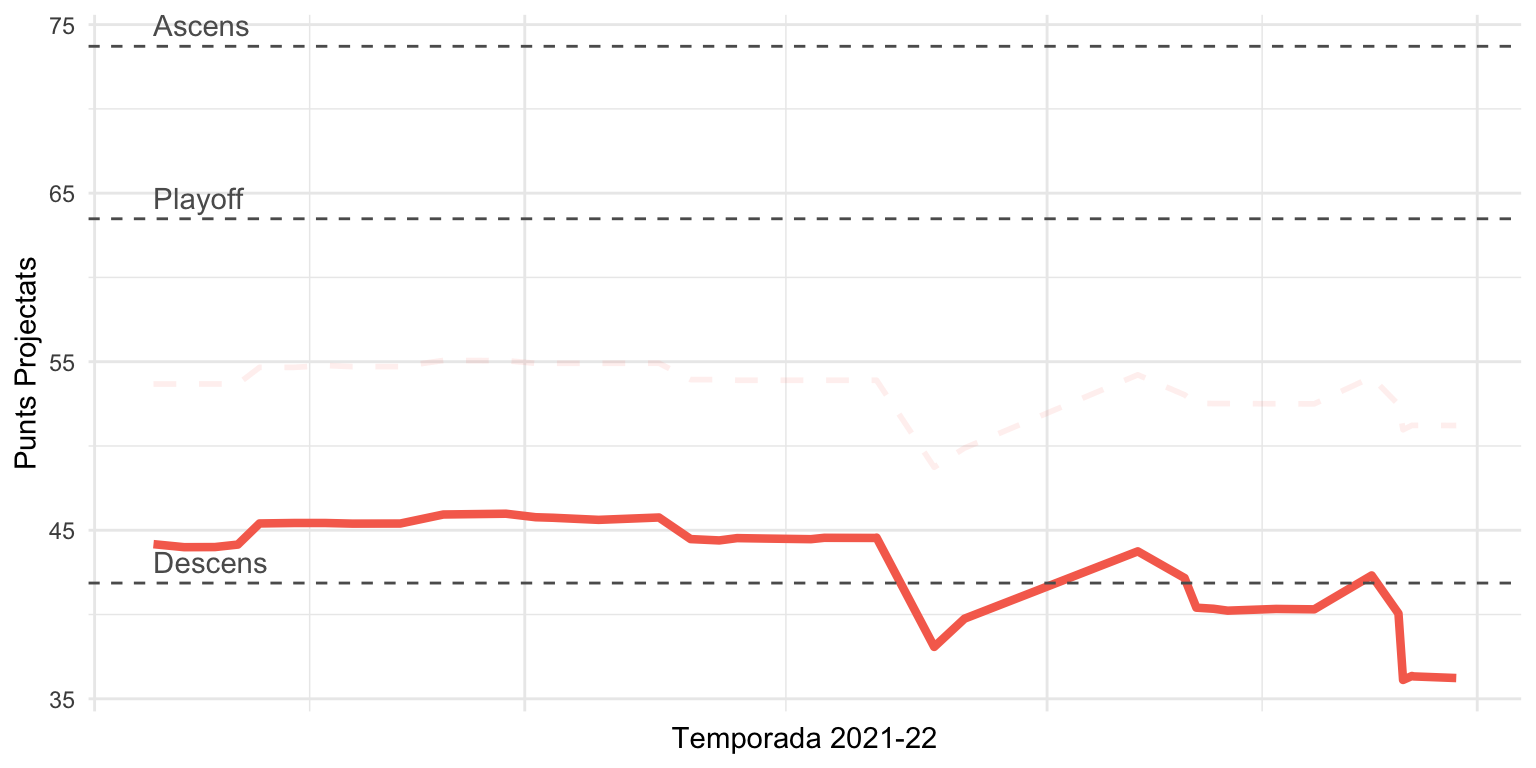 75
Ascens
65
Playoff
55
45
Descens
35
Punts Projectats
Temporada 2021-22